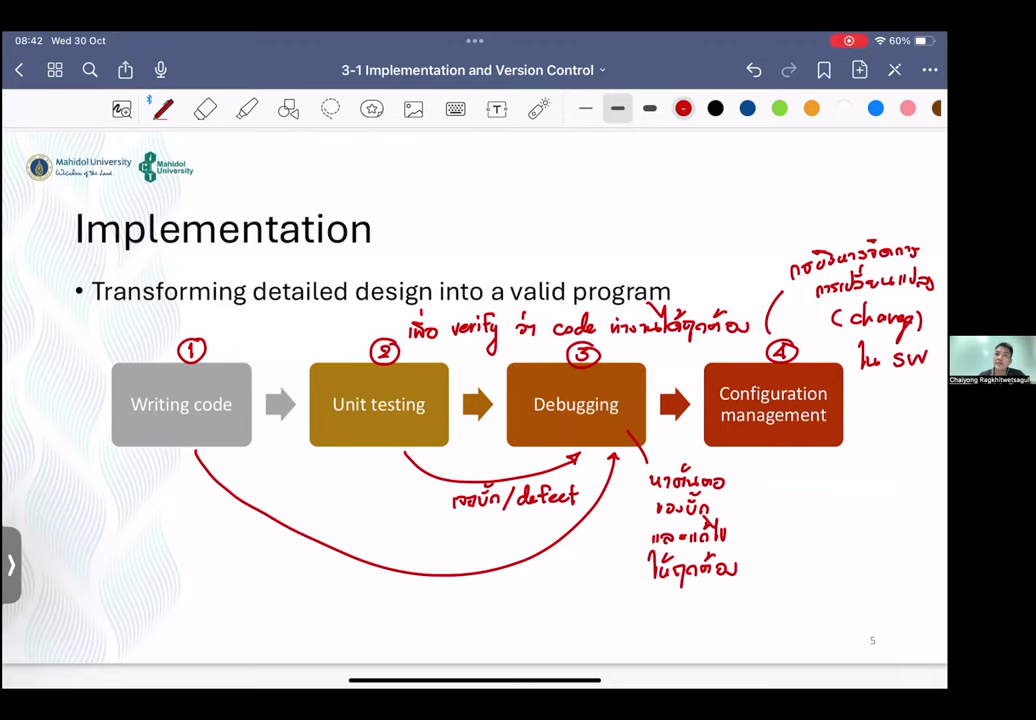 08:42 Wed 30 Oct
60%
3-1 Implementation and Version Control
Mahidol University
Wisdom of the Land
Mahidol
University
Implementation
• Transforming detailed design into a valid program
เพื่อ verify ว่า code ทำงานได้ถูกต้อง
การบริหารจัดการ
การเปลี่ยนแปลง
(change)
ใน SW
1
2
3
4
Writing code
Unit testing
Debugging
Configuration
management
เจอบั๊ก/defect
หาต้นตอ
ของบั๊ก
และแก้ไข
ให้ถูกต้อง
Chaiyong Ragkhitwetsagul
5